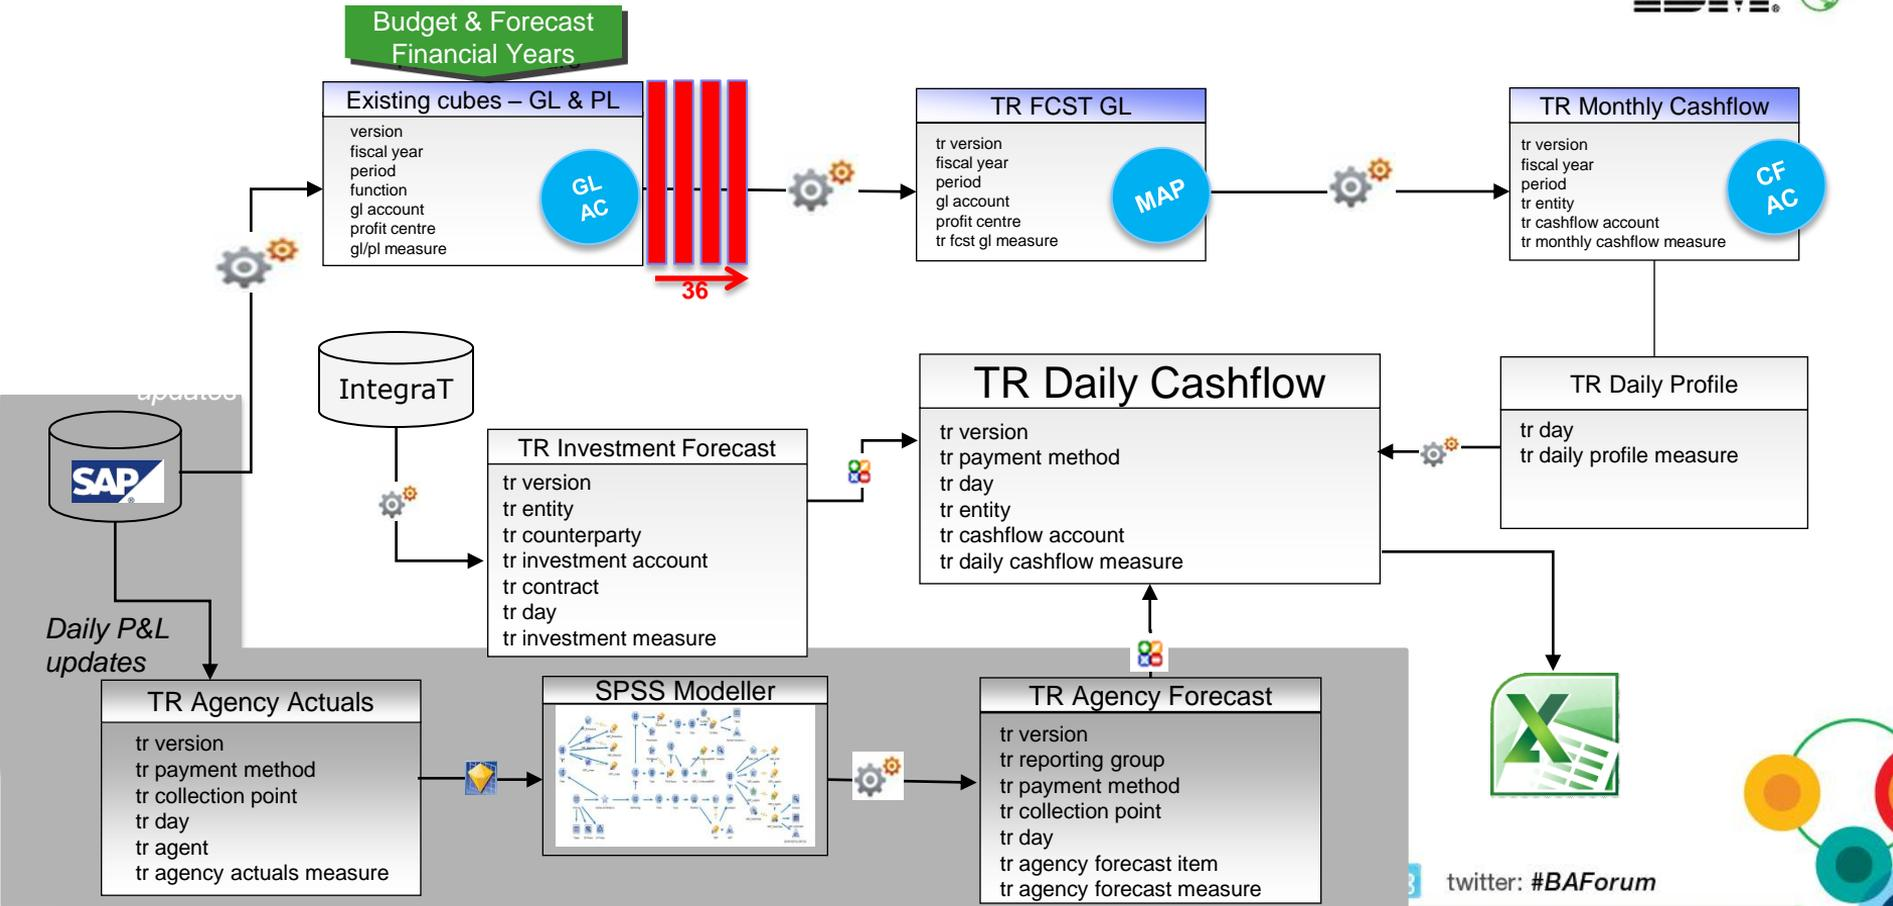 IBM®
Budget & Forecast
Financial Years
Existing cubes – GL & PL
version
fiscal year
period
function
gl account
profit centre
gl/pl measure
GL
AC
36
TR FCST GL
tr version
fiscal year
period
gl account
profit centre
tr fcst gl measure
MAP
TR Monthly Cashflow
tr version
fiscal year
period
tr entity
tr cashflow account
tr monthly cashflow measure
CF
AC
updates
SAP®
IntegraT
TR Investment Forecast
tr version
tr entity
tr counterparty
tr investment account
tr contract
tr day
tr investment measure
TR Daily Cashflow
tr version
tr payment method
tr day
tr entity
tr cashflow account
tr daily cashflow measure
TR Daily Profile
tr day
tr daily profile measure
Daily P&L
updates
TR Agency Actuals
tr version
tr payment method
tr collection point
tr day
tr agent
tr agency actuals measure
SPSS Modeller
TR Agency Forecast
tr version
tr reporting group
tr payment method
tr collection point
tr day
tr agency forecast item
tr agency forecast measure
X
twitter: #BAForum